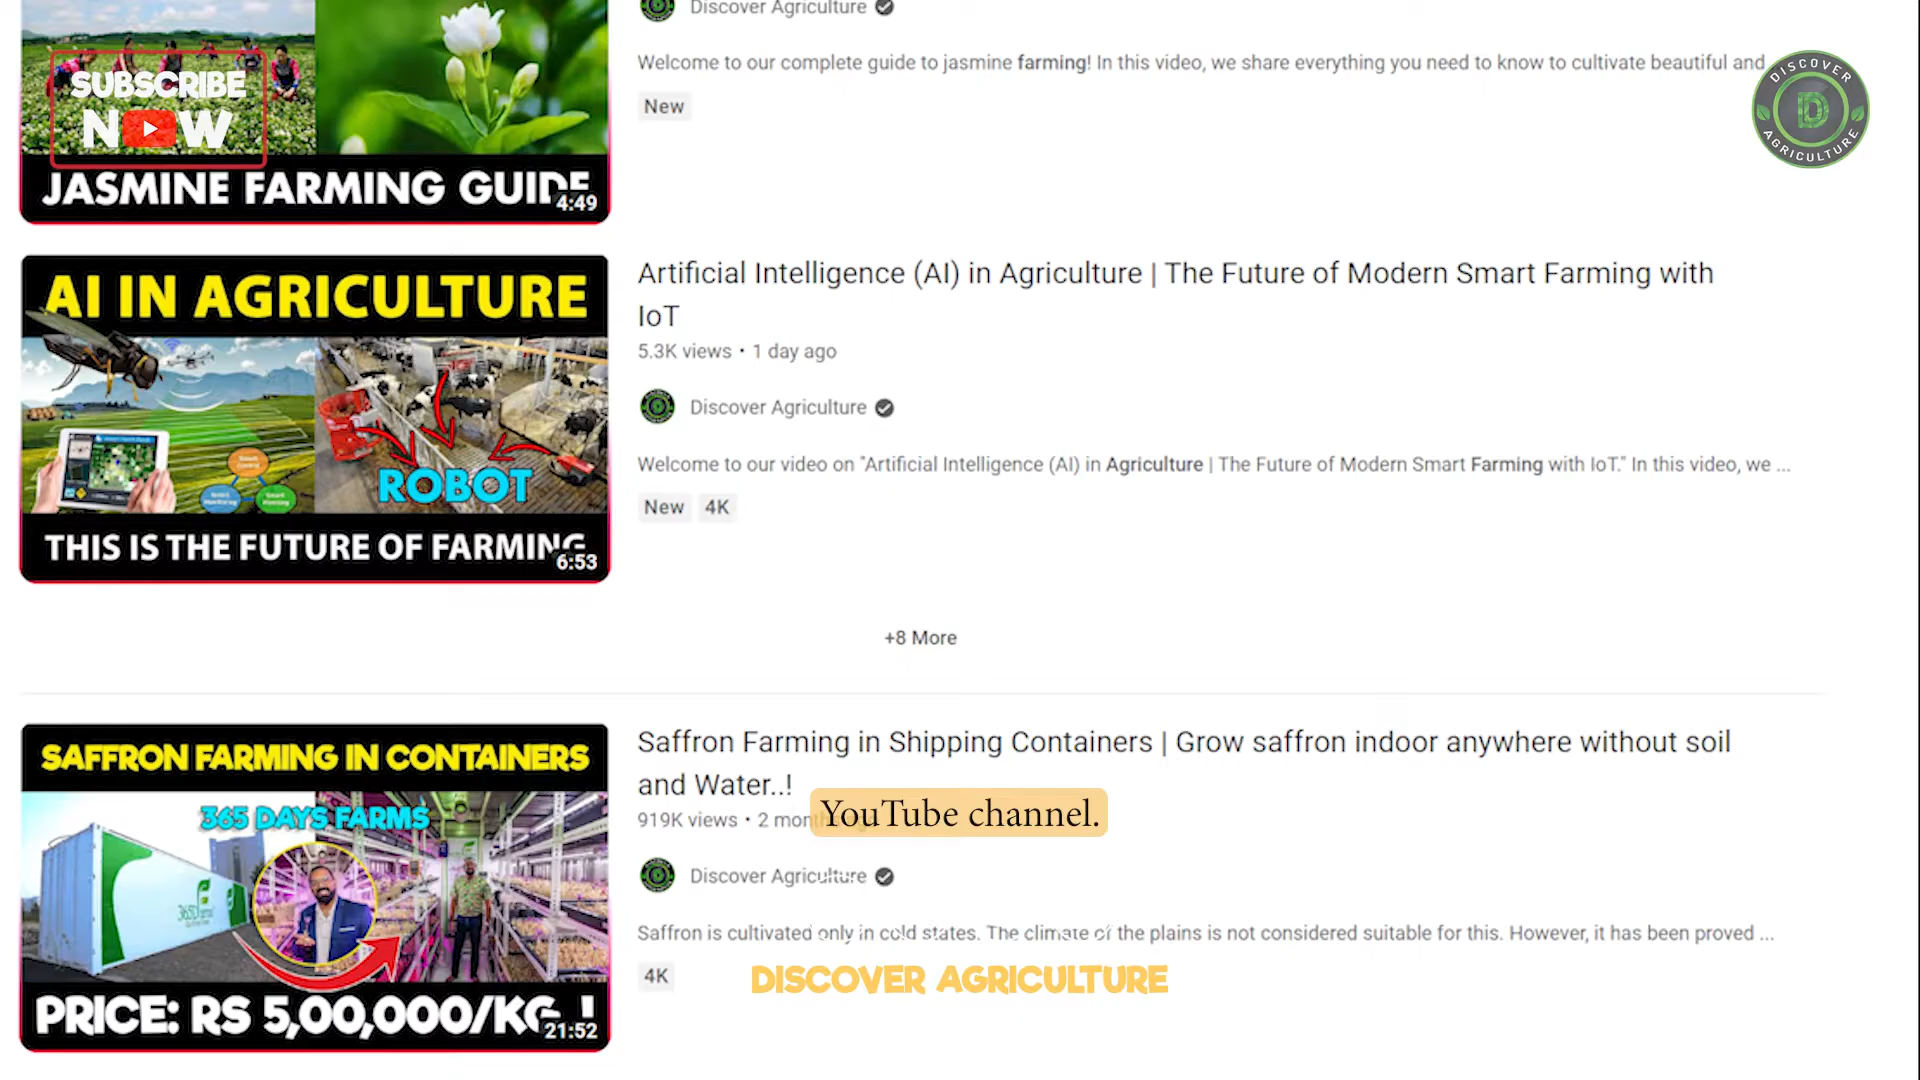 Discover Agriculture
Welcome to our complete guide to jasmine farming! In this video, we share everything you need to know to cultivate beautiful and
New
SUBSCRIBE
NOW
JASMINE FARMING GUIDE
4:49
DISCOVER
D
AGRICULTURE
AI IN AGRICULTURE
ROBOT
THIS IS THE FUTURE OF FARMING
6:53
Artificial Intelligence (AI) in Agriculture | The Future of Modern Smart Farming with
IoT
5.3K views • 1 day ago
Discover Agriculture
Welcome to our video on "Artificial Intelligence (AI) in Agriculture | The Future of Modern Smart Farming with IoT." In this video, we ...
New 4K
+8 More
SAFFRON FARMING IN CONTAINERS
365 DAYS FARMS
PRICE: RS 5,00,000/KG..!
21:52
Saffron Farming in Shipping Containers | Grow saffron indoor anywhere without soil
and Water..!
919K views • 2 months ago
YouTube channel.
Discover Agriculture
Saffron is cultivated only in cold states. The climate of the plains is not considered suitable for this. However, it has been proved ...
4K
DISCOVER AGRICULTURE